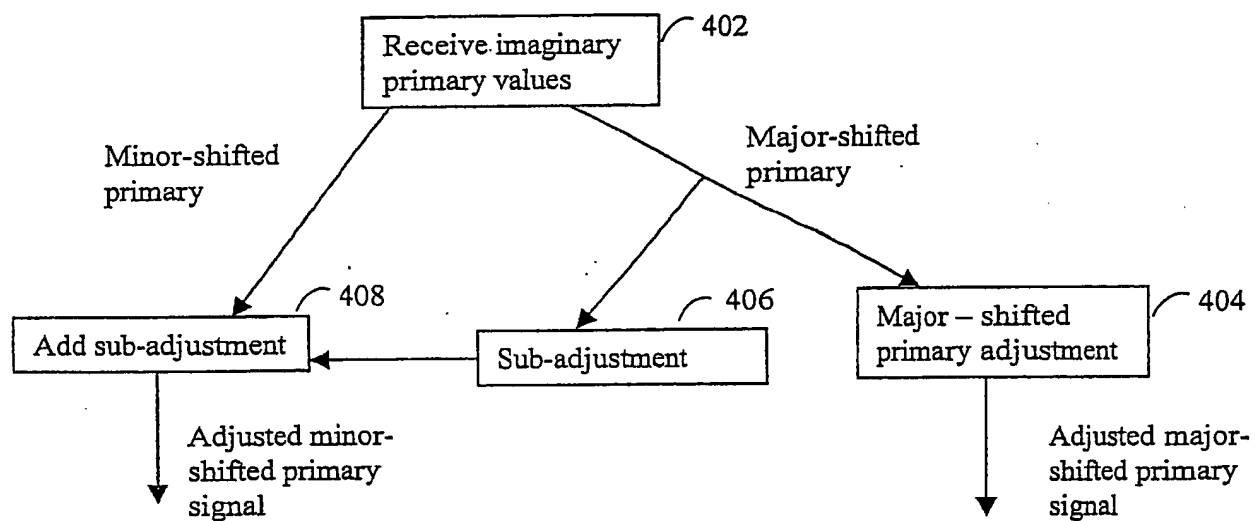 402
Receive imaginary
primary values
Minor-shifted
primary
Major-shifted
primary
408
406
404
Add sub-adjustment
Sub-adjustment
Major – shifted
primary adjustment
Adjusted minor-
shifted primary
signal
Adjusted major-
shifted primary
signal